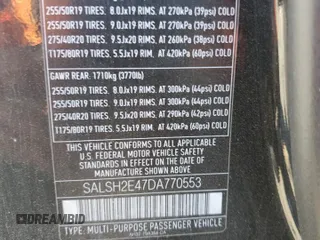 255/50R19 TIRES. 8.0Jx19 RIMS. AT 270kPa (39psi) COLD
255/50R19 TIRES. 9.0Jx19 RIMS. AT 270kPa (39psi) COLD
275/40R20 TIRES. 9.5Jx20 RIMS. AT 260kPa (38psi) COLD
T175/80R19 TIRES. 5.5Jx19 RIM. AT 420kPa (60psi) COLD
GAWR REAR: 1710kg (3770lb)
255/50R19 TIRES. 8.0Jx19 RIMS. AT 300kPa (44psi) COLD
255/50R19 TIRES. 9.0Jx19 RIMS. AT 300kPa (44psi) COLD
275/40R20 TIRES. 9.5Jx20 RIMS. AT 290kPa (42psi) COLD
T175/80R19 TIRES. 5.5Jx19 RIM. AT 420kPa (60psi) COLD
THIS VEHICLE CONFORMS TO ALL APPLICABLE
U.S. FEDERAL MOTOR VEHICLE SAFETY STANDARDS
IN EFFECT ON THE DATE OF MANUFACTURE SHOWN ABOVE.
SALSH2E47DA770553
TYPE: MULTI-PURPOSE PASSENGER VEHICLE
DREAMBID